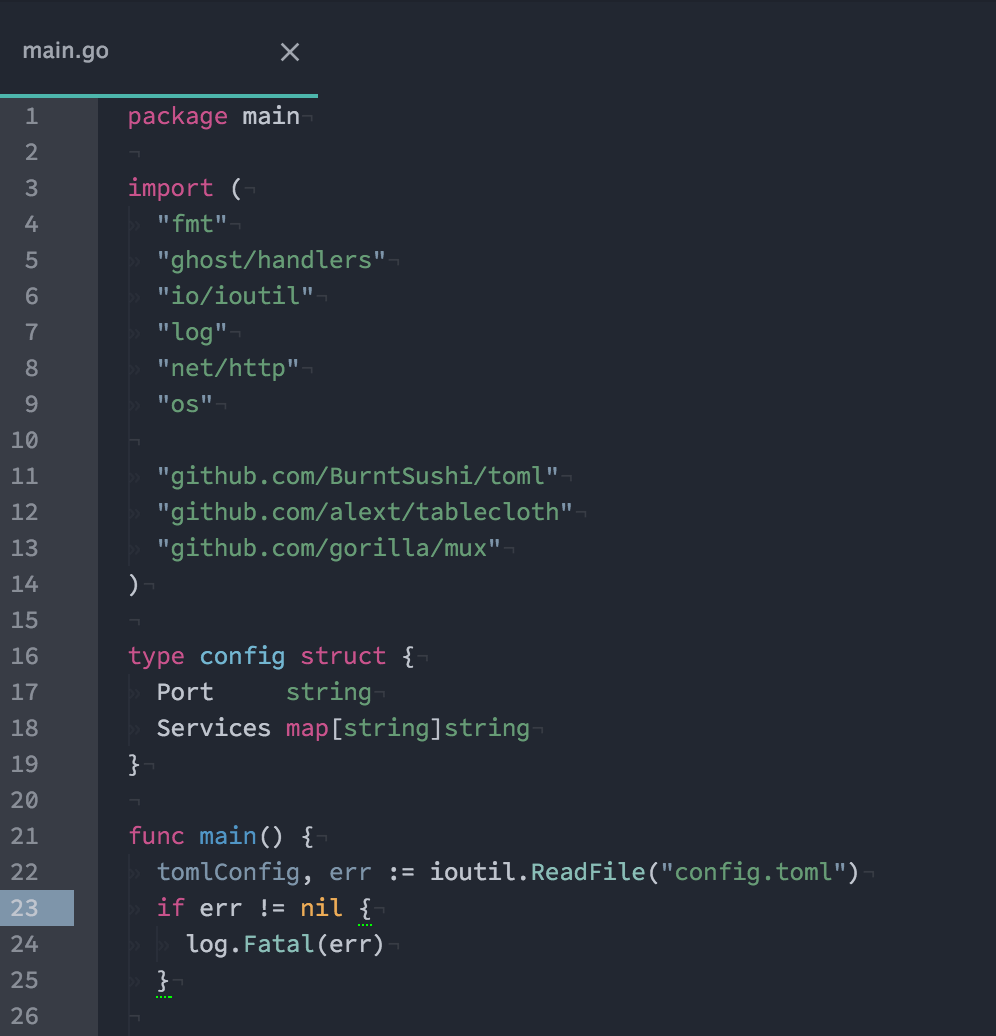 main.go
1 package main
2
3 import (
4 "fmt"
5 "ghost/handlers"
6 "io/ioutil"
7 "log"
8 "net/http"
9 "os"
10
11 "github.com/BurntSushi/toml"
12 "github.com/alext/tablecloth"
13 "github.com/gorilla/mux"
14 )
15
16 type config struct {
17 Port     string
18 Services map[string]string
19 }
20
21 func main() {
22 tomlConfig, err := ioutil.ReadFile("config.toml")
23 if err != nil {
24 log.Fatal(err)
25 }
26